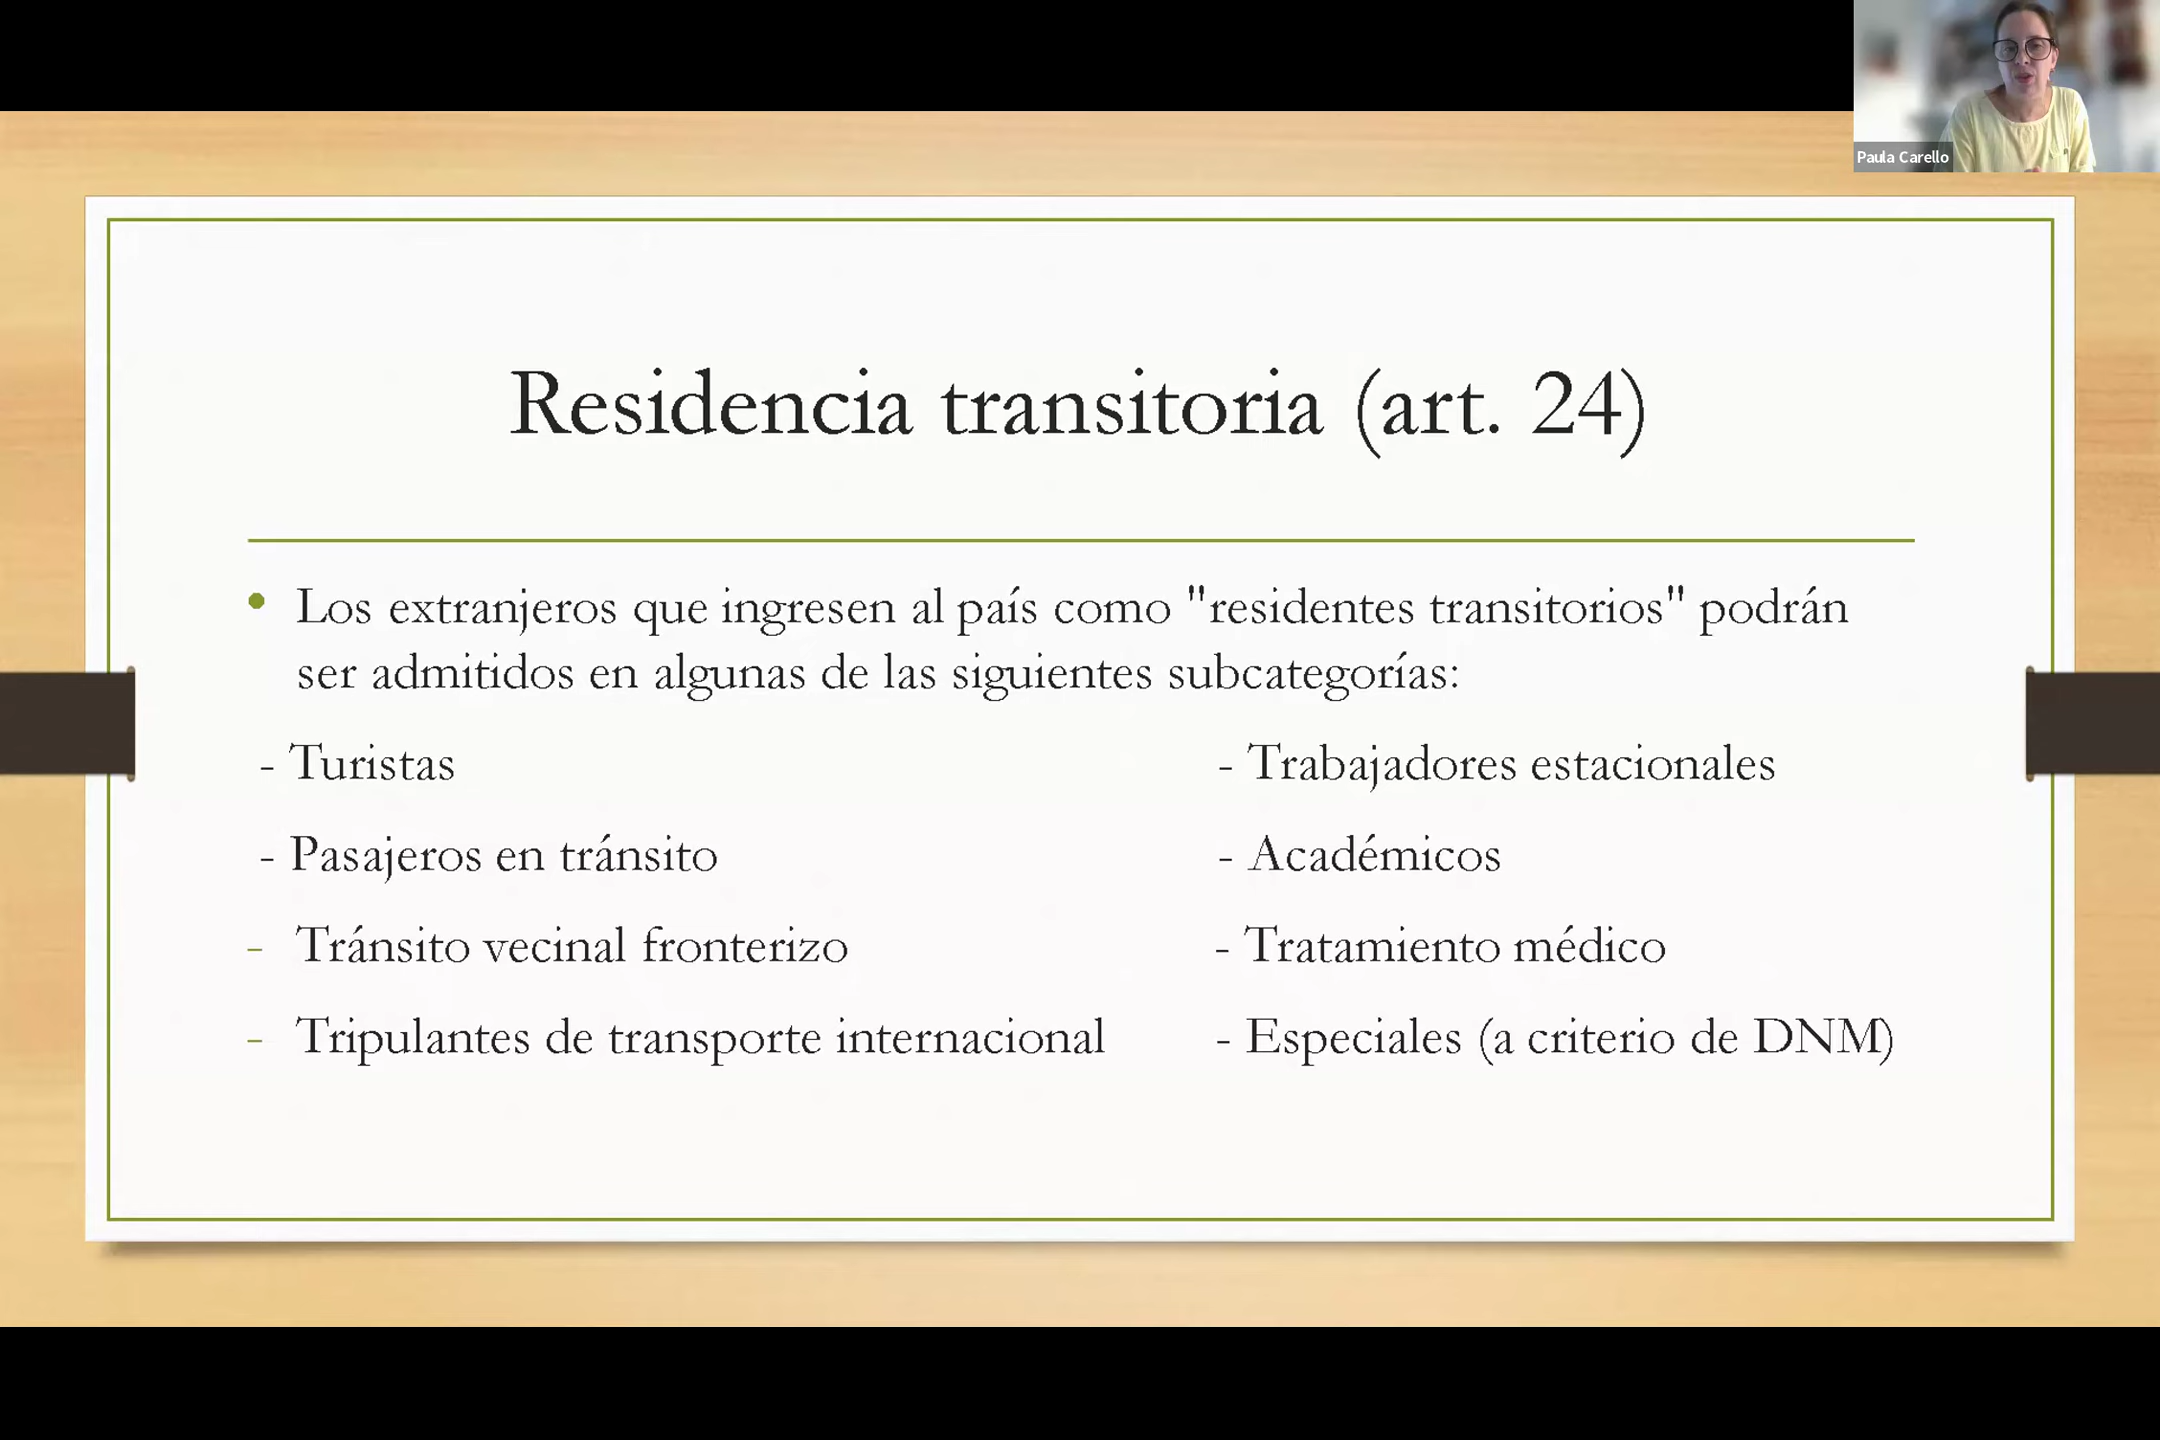 Paula Carello
Residencia transitoria (art. 24)
• Los extranjeros que ingresen al país como "residentes transitorios" podrán
ser admitidos en algunas de las siguientes subcategorías:
- Turistas
- Trabajadores estacionales
- Pasajeros en tránsito
- Académicos
- Tránsito vecinal fronterizo
- Tratamiento médico
- Tripulantes de transporte internacional
- Especiales (a criterio de DNM)